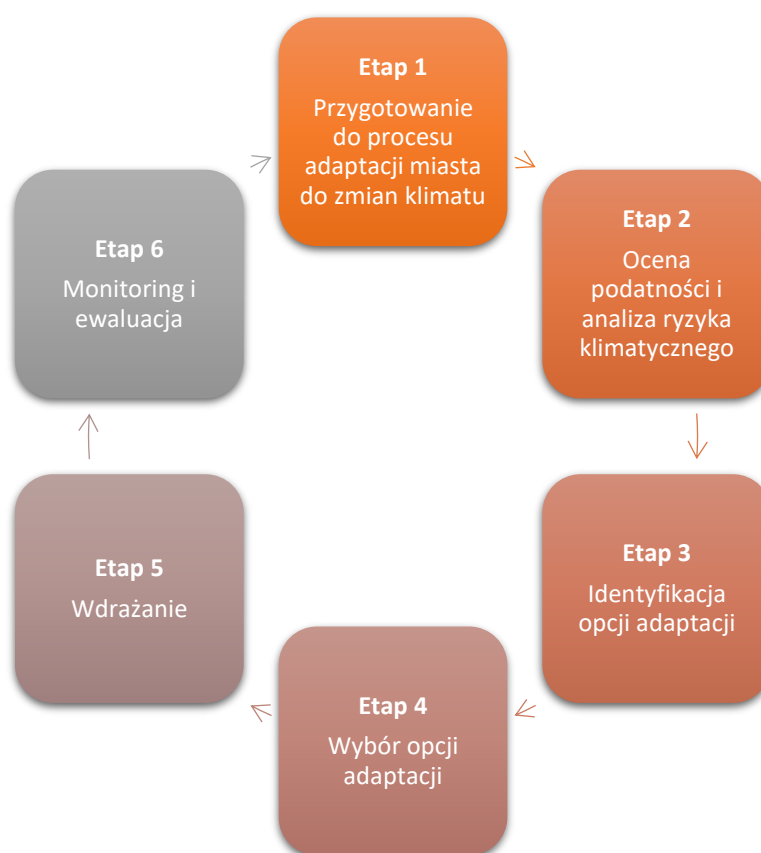 Etap 1
Przygotowanie
do procesu
adaptacji miasta
do zmian klimatu
Etap 2
Ocena
podatności i
analiza ryzyka
klimatycznego
Etap 3
Identyfikacja
opcji adaptacji
Etap 4
Wybór opcji
adaptacji
Etap 5
Wdrażanie
Etap 6
Monitoring i
ewaluacja